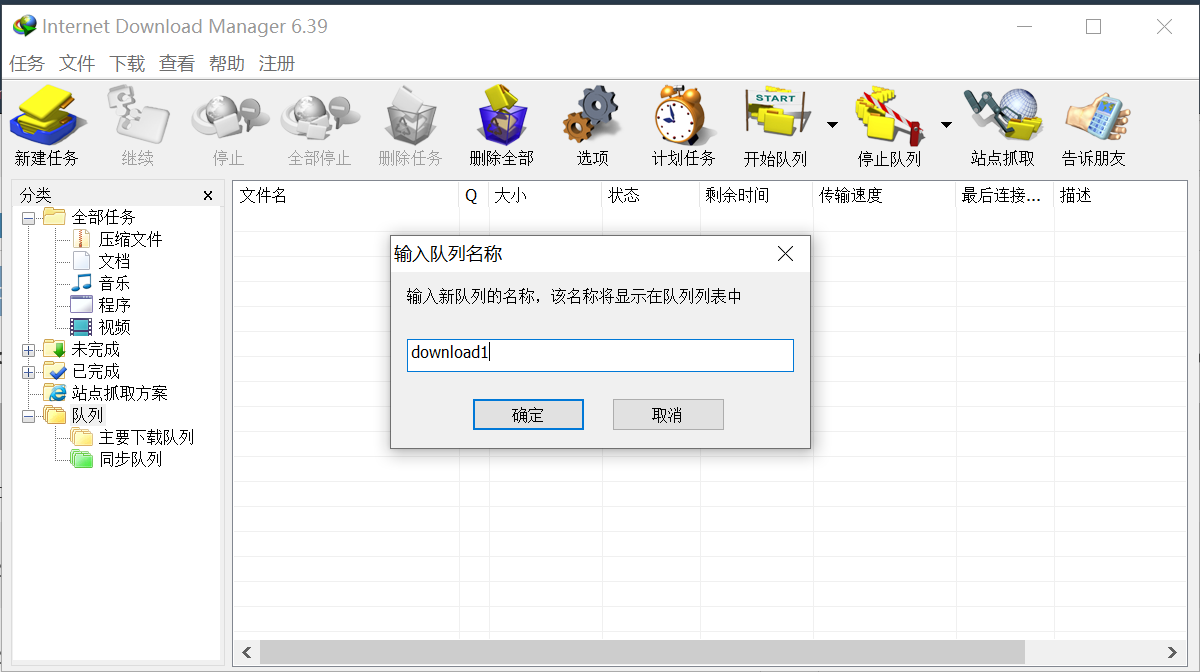 Internet Download Manager 6.39
任务 文件 下载 查看 帮助 注册
新建任务 继续 停止 全部停止 删除任务 删除全部 选项 计划任务 开始队列 停止队列 站点抓取 告诉朋友
START
分类 x
文件名 Q 大小 状态 剩余时间 传输速度 最后连接... 描述
全部任务
压缩文件
文档
音乐
程序
视频
未完成
已完成
站点抓取方案
队列
主要下载队列
同步队列
输入队列名称
输入新队列的名称，该名称将显示在队列列表中
download1
确定 取消